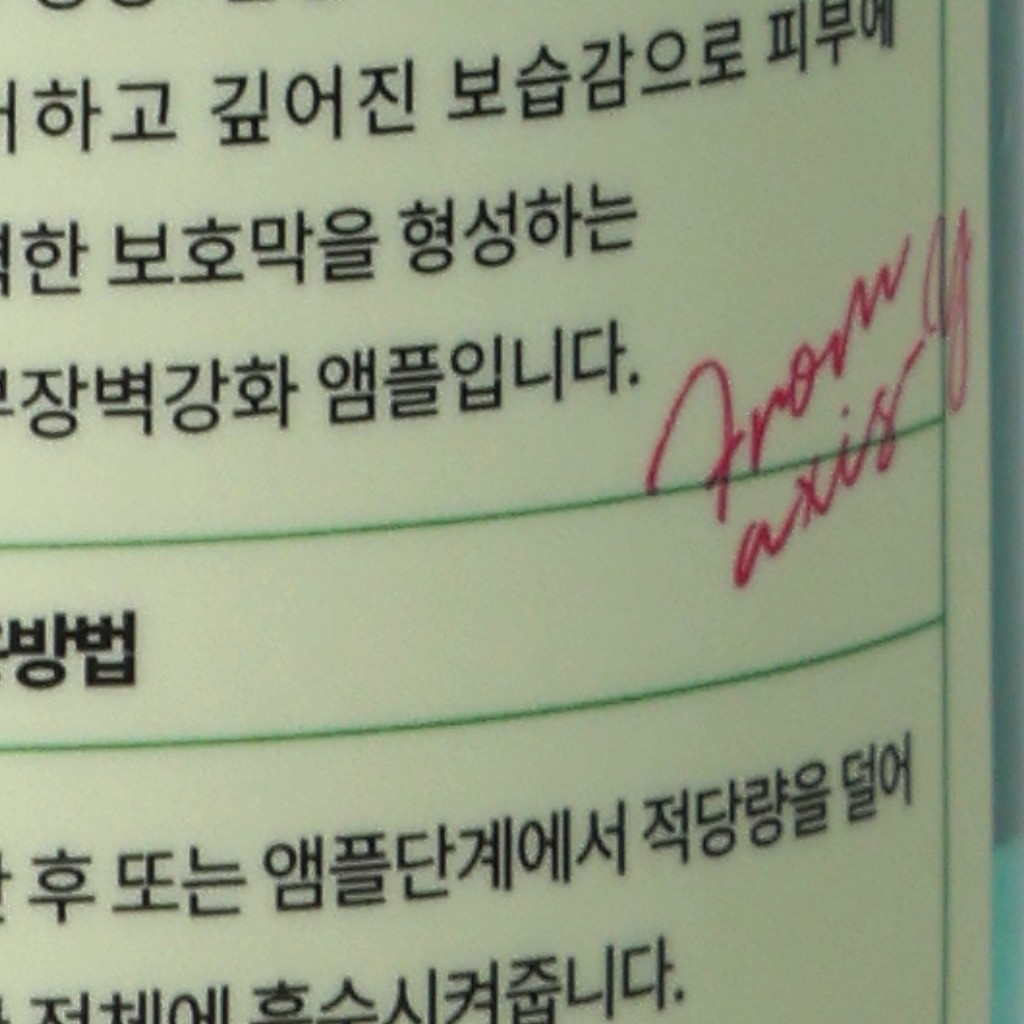 하고 깊어진 보습감으로 피부에
한 보호막을 형성하는
장벽강화 앰플입니다.
from y
axis
방법
후 또는 앰플단계에서 적당량을 덜어
전체에 흡수시켜줍니다.